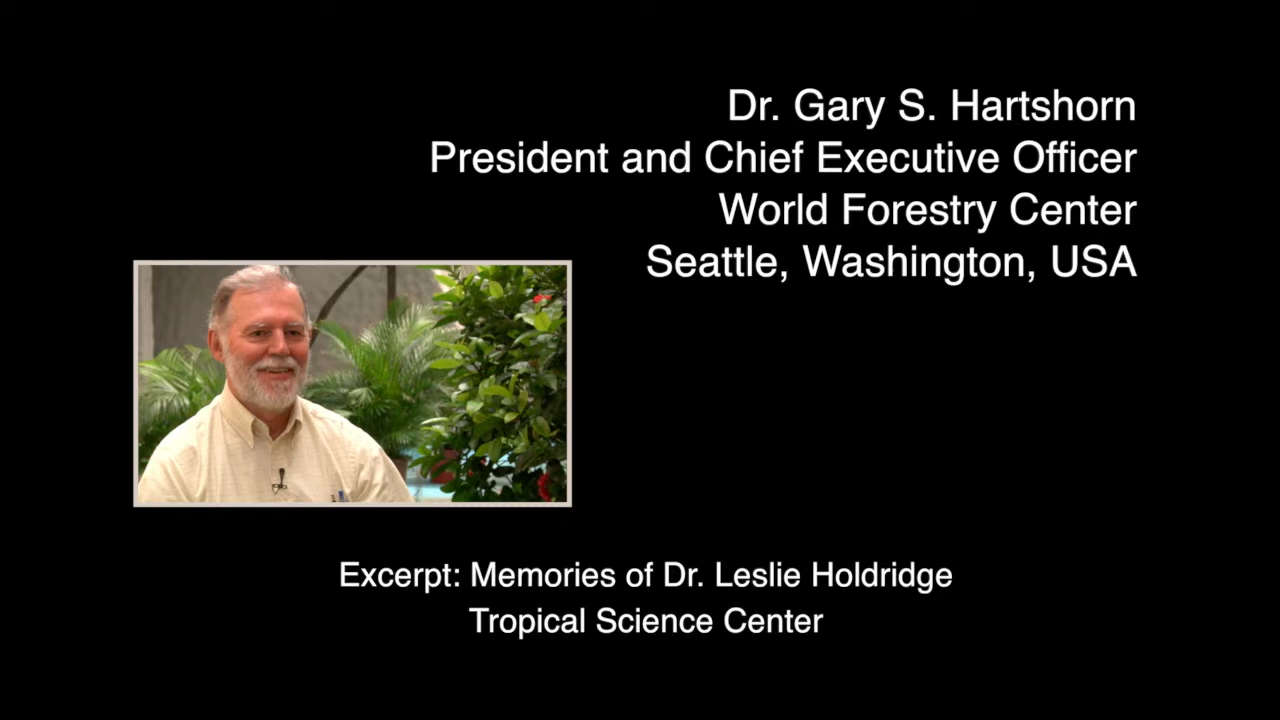 Dr. Gary S. Hartshorn
President and Chief Executive Officer
World Forestry Center
Seattle, Washington, USA
Excerpt: Memories of Dr. Leslie Holdridge
Tropical Science Center